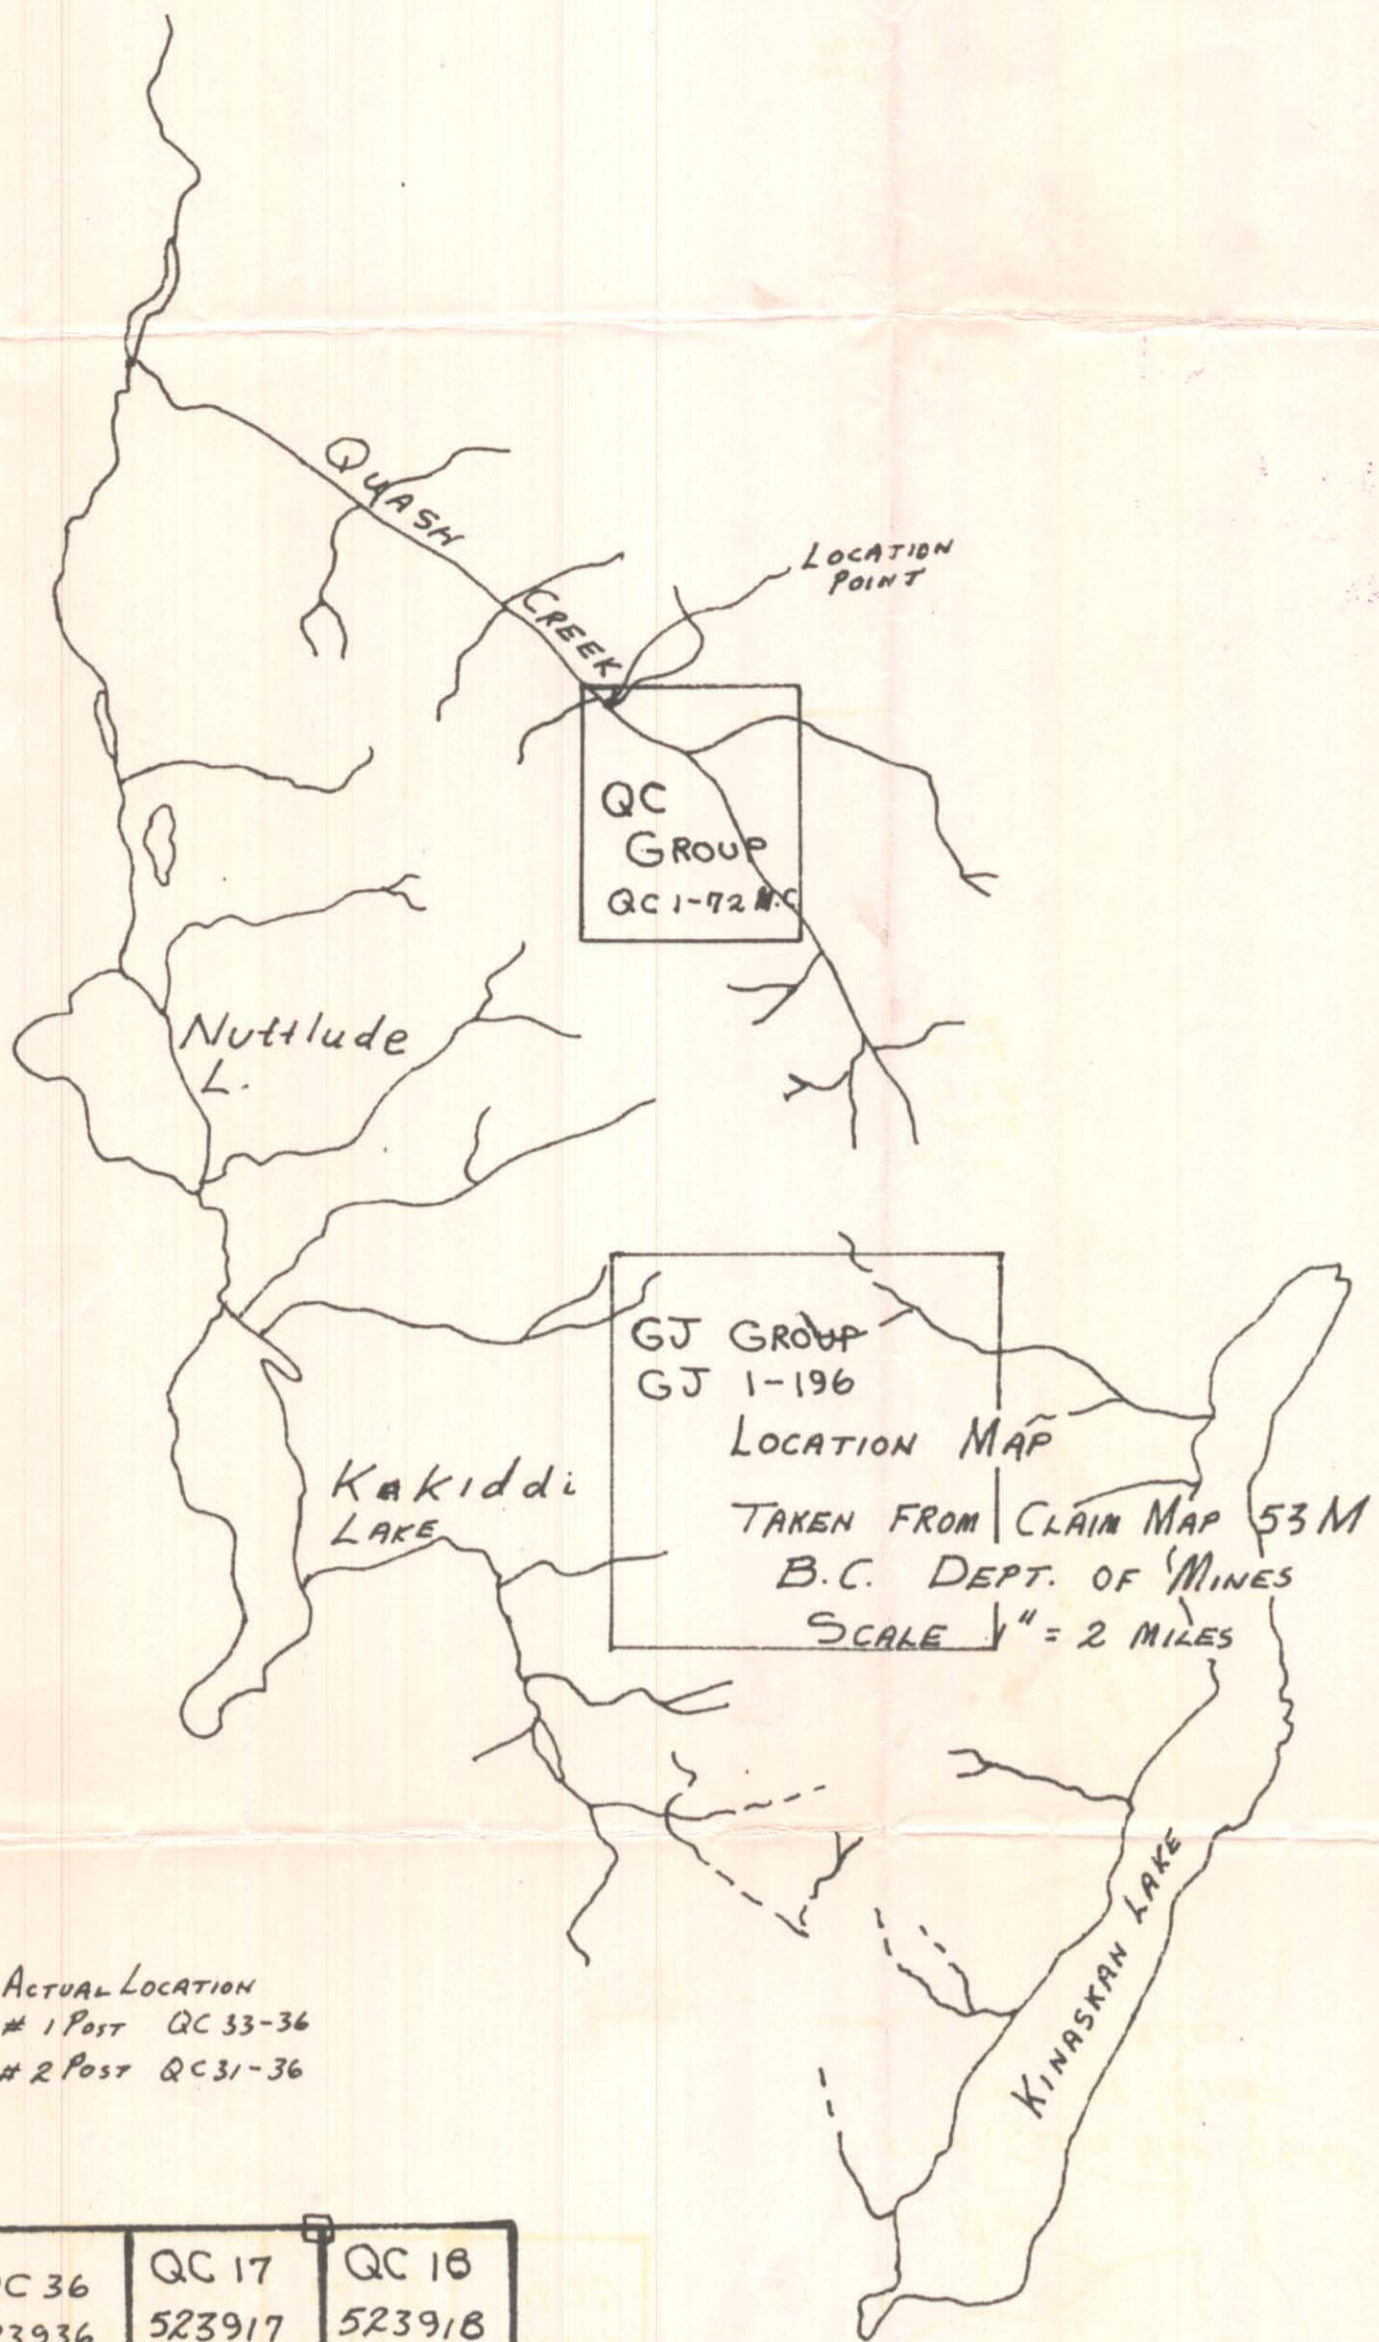 QUASH
CREEK
LOCATION
POINT
QC
GROUP
QC 1-72 M.C
Nuttlude
L.
GJ GROUP
GJ 1-196
LOCATION MAP
Kakiddi
LAKE
TAKEN FROM CLAIM MAP 53 M
B.C. DEPT. OF MINES
SCALE 1" = 2 MILES
KINASKAN LAKE
ACTUAL LOCATION
# 1 POST QC 33-36
# 2 POST QC 31-36
QC 17
QC 18
C 36
523917
523918
23936